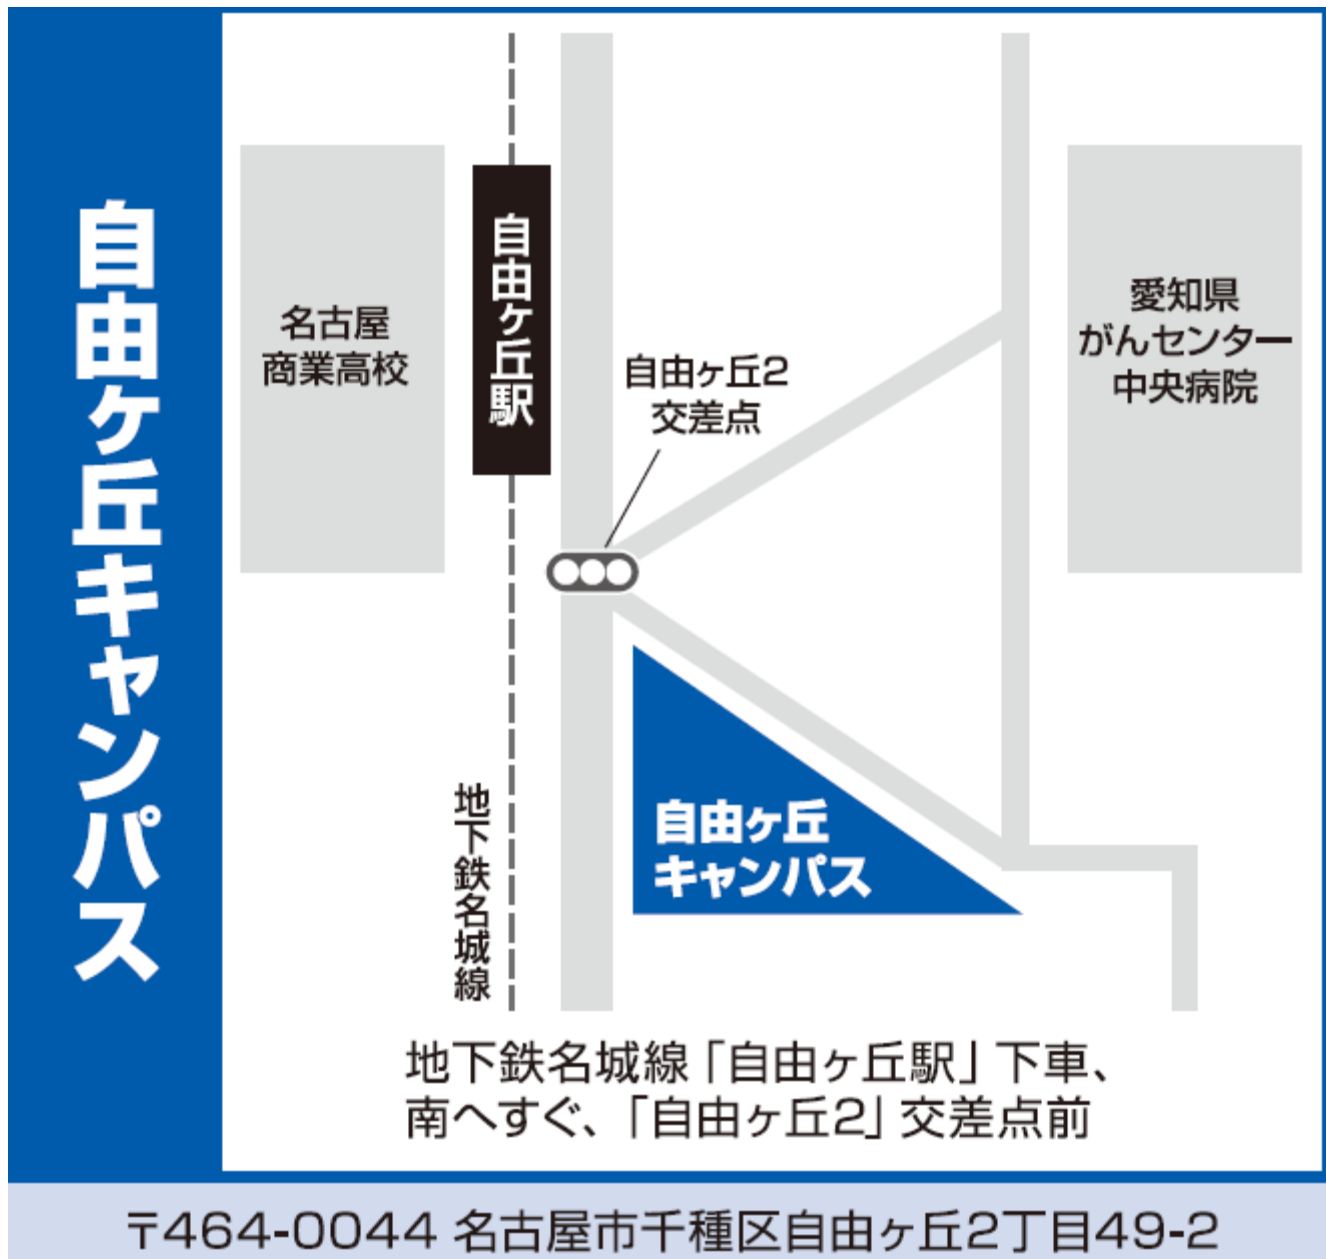 自由ヶ丘キャンパス
名古屋
商業高校
自由ヶ丘駅
自由ヶ丘2
交差点
愛知県
がんセンター
中央病院
自由ヶ丘
キャンパス
地下鉄名城線
地下鉄名城線「自由ヶ丘駅」下車、
南へすぐ、「自由ヶ丘2」交差点前
〒464-0044 名古屋市千種区自由ヶ丘2丁目49-2